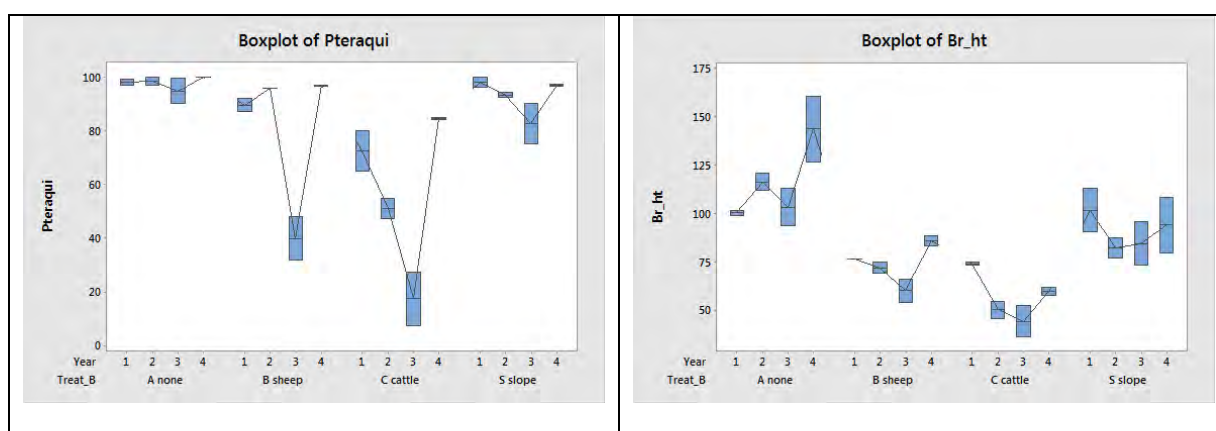 Boxplot of Pteraqui
100
80
60
40
20
0
Pteraqui
Year 1 2 3 4 1 2 3 4 1 2 3 4 1 2 3 4
Treat_B A none B sheep C cattle S slope
Boxplot of Br_ht
175
150
125
100
75
50
Br_ht
Year 1 2 3 4 1 2 3 4 1 2 3 4 1 2 3 4
Treat_B A none B sheep C cattle S slope